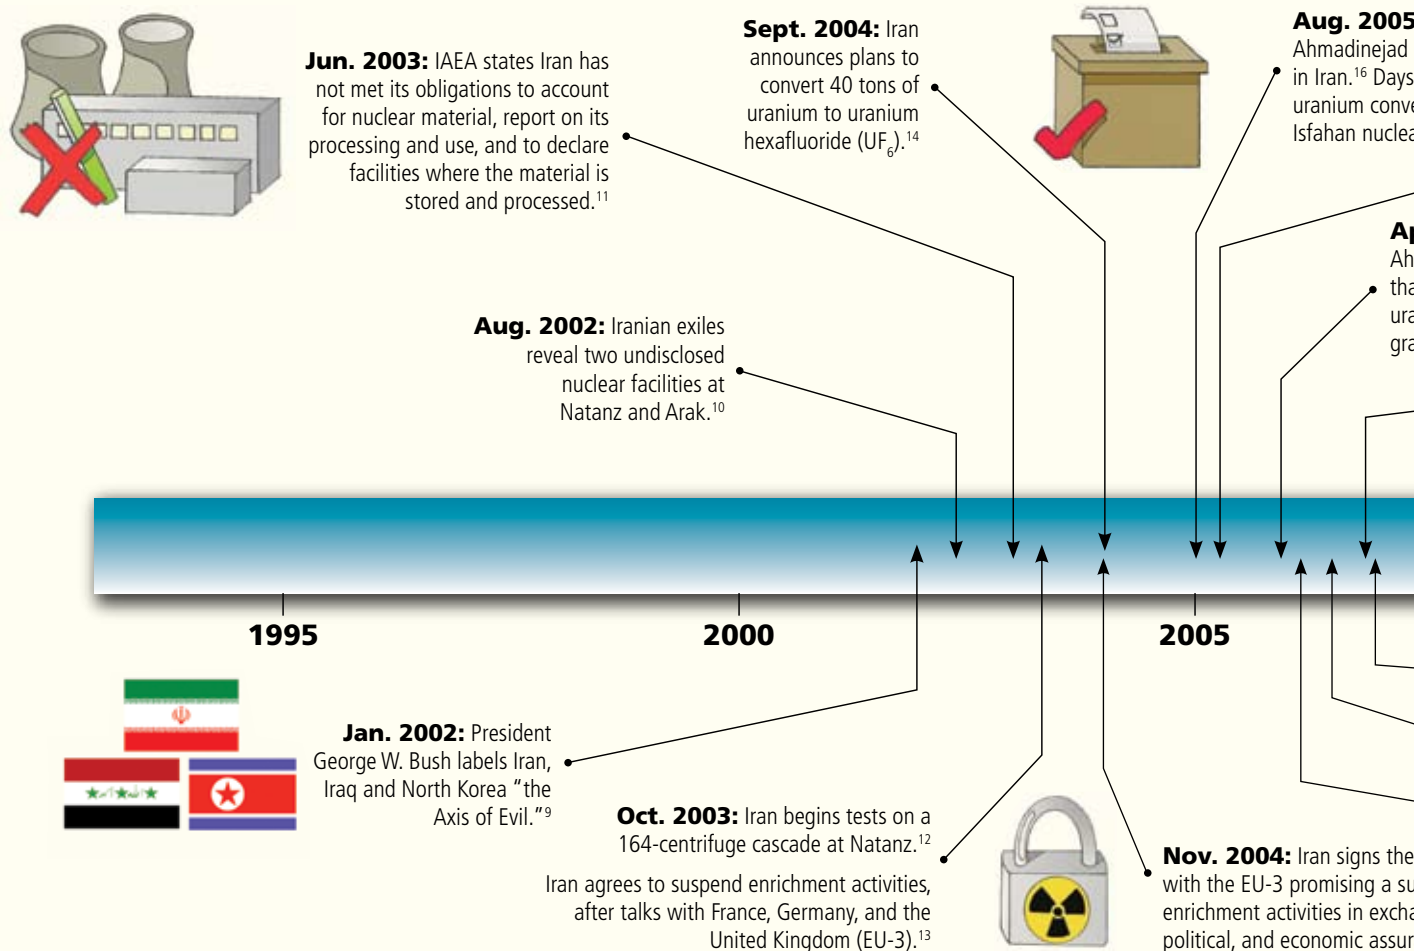 Jun. 2003: IAEA states Iran has
not met its obligations to account
for nuclear material, report on its
processing and use, and to declare
facilities where the material is
stored and processed.11
Sept. 2004: Iran
announces plans to
convert 40 tons of
uranium to uranium
hexafluoride (UF6).14
Aug. 2005
Ahmadinejad
in Iran.16 Days
uranium conve
Isfahan nuclea
Ap
Ah
tha
ura
gra
Aug. 2002: Iranian exiles
reveal two undisclosed
nuclear facilities at
Natanz and Arak.10
1995
2000
2005
Jan. 2002: President
George W. Bush labels Iran,
Iraq and North Korea “the
Axis of Evil.”9
Oct. 2003: Iran begins tests on a
164-centrifuge cascade at Natanz.12
Iran agrees to suspend enrichment activities,
after talks with France, Germany, and the
United Kingdom (EU-3).13
Nov. 2004: Iran signs the
with the EU-3 promising a su
enrichment activities in excha
political, and economic assur